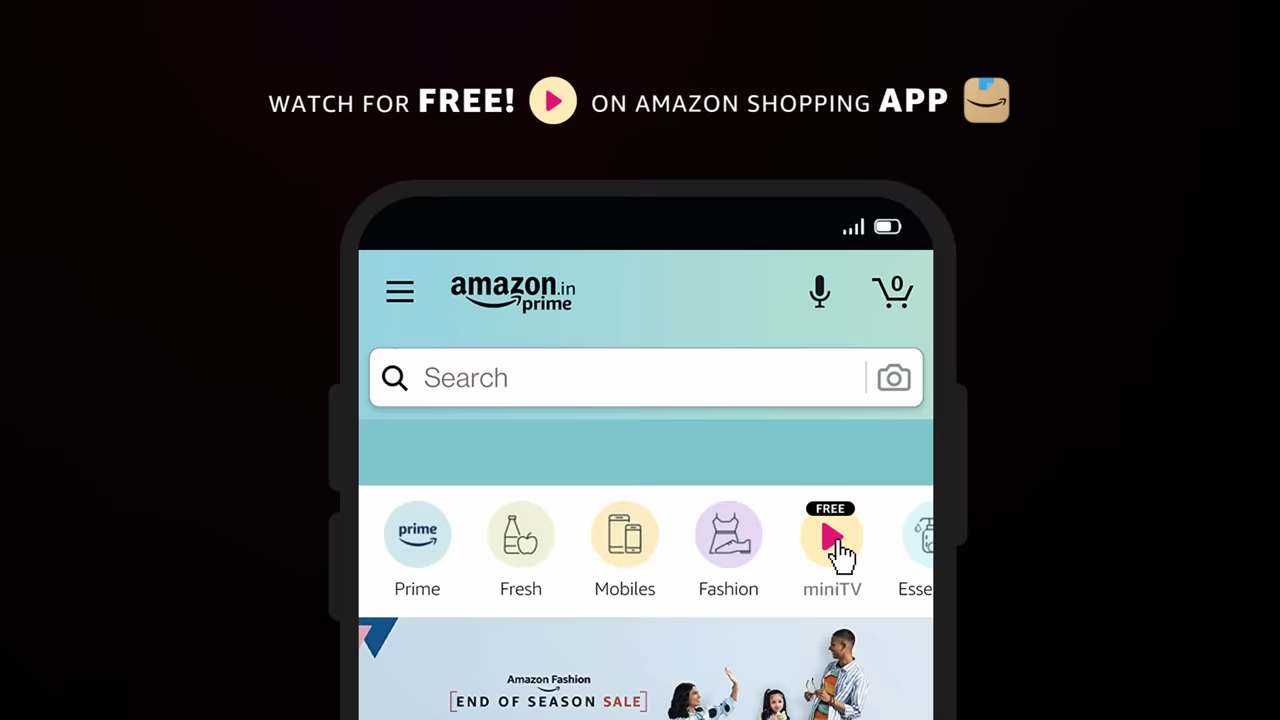 WATCH FOR FREE! ON AMAZON SHOPPING APP
amazon.in
prime
0
Search
FREE
prime
Prime Fresh Mobiles Fashion miniTV Esse
Amazon Fashion
[END OF SEASON SALE]